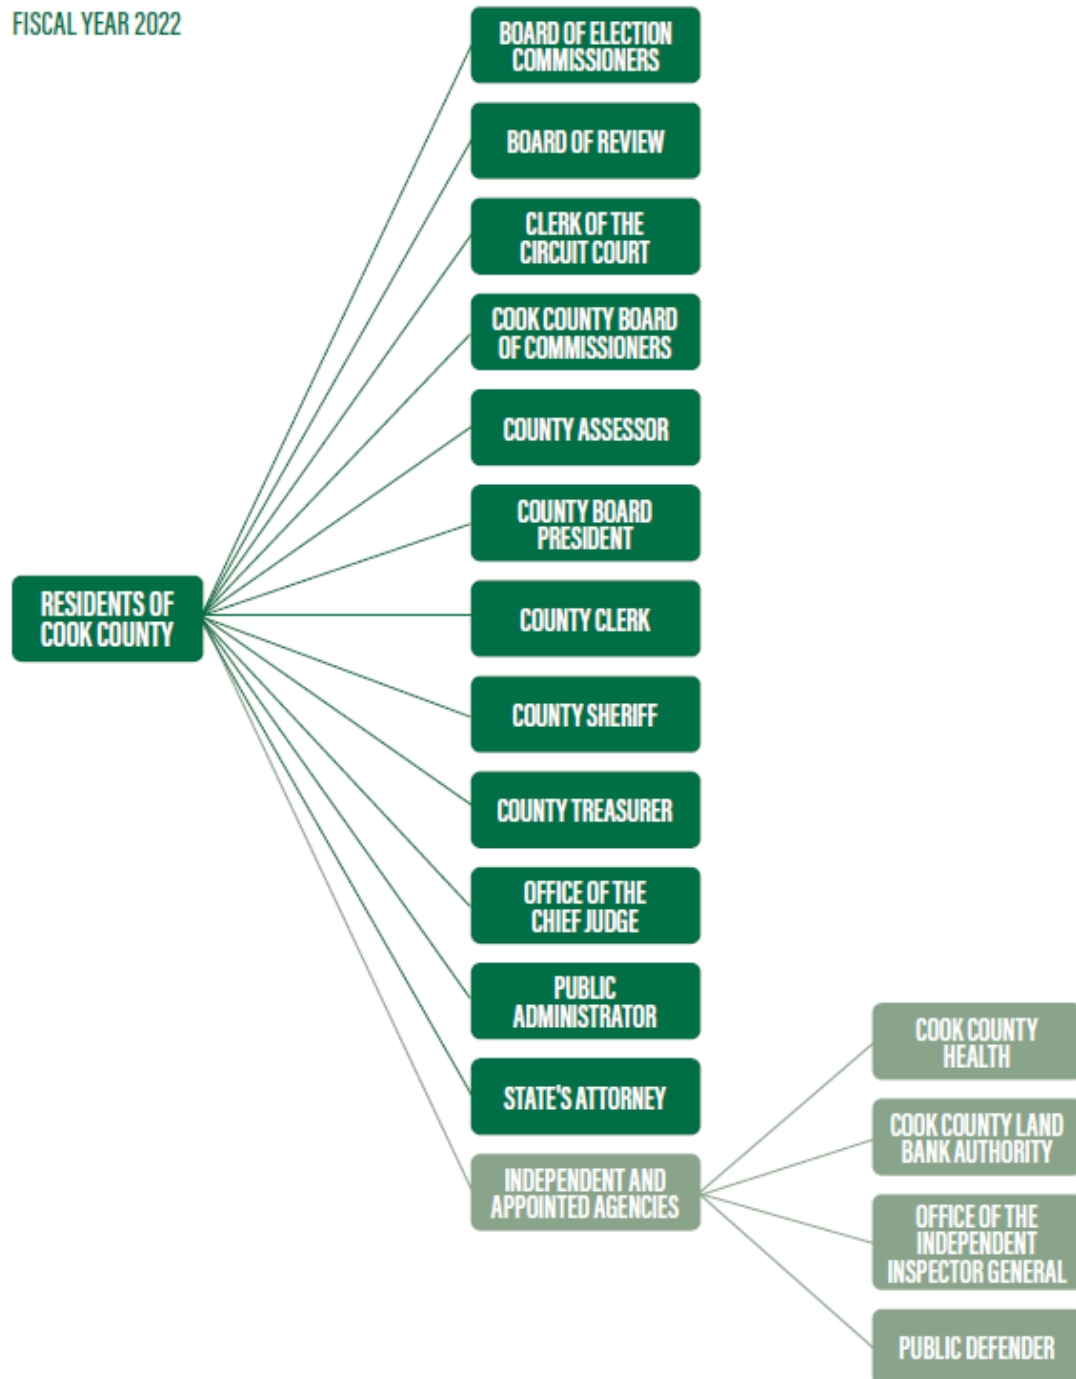 FISCAL YEAR 2022
BOARD OF ELECTION
COMMISSIONERS
BOARD OF REVIEW
CLERK OF THE
CIRCUIT COURT
COOK COUNTY BOARD
OF COMMISSIONERS
COUNTY ASSESSOR
COUNTY BOARD
PRESIDENT
RESIDENTS OF
COOK COUNTY
COUNTY CLERK
COUNTY SHERIFF
COUNTY TREASURER
OFFICE OF THE
CHIEF JUDGE
PUBLIC
ADMINISTRATOR
STATE'S ATTORNEY
INDEPENDENT AND
APPOINTED AGENCIES
COOK COUNTY
HEALTH
COOK COUNTY LAND
BANK AUTHORITY
OFFICE OF THE
INDEPENDENT
INSPECTOR GENERAL
PUBLIC DEFENDER